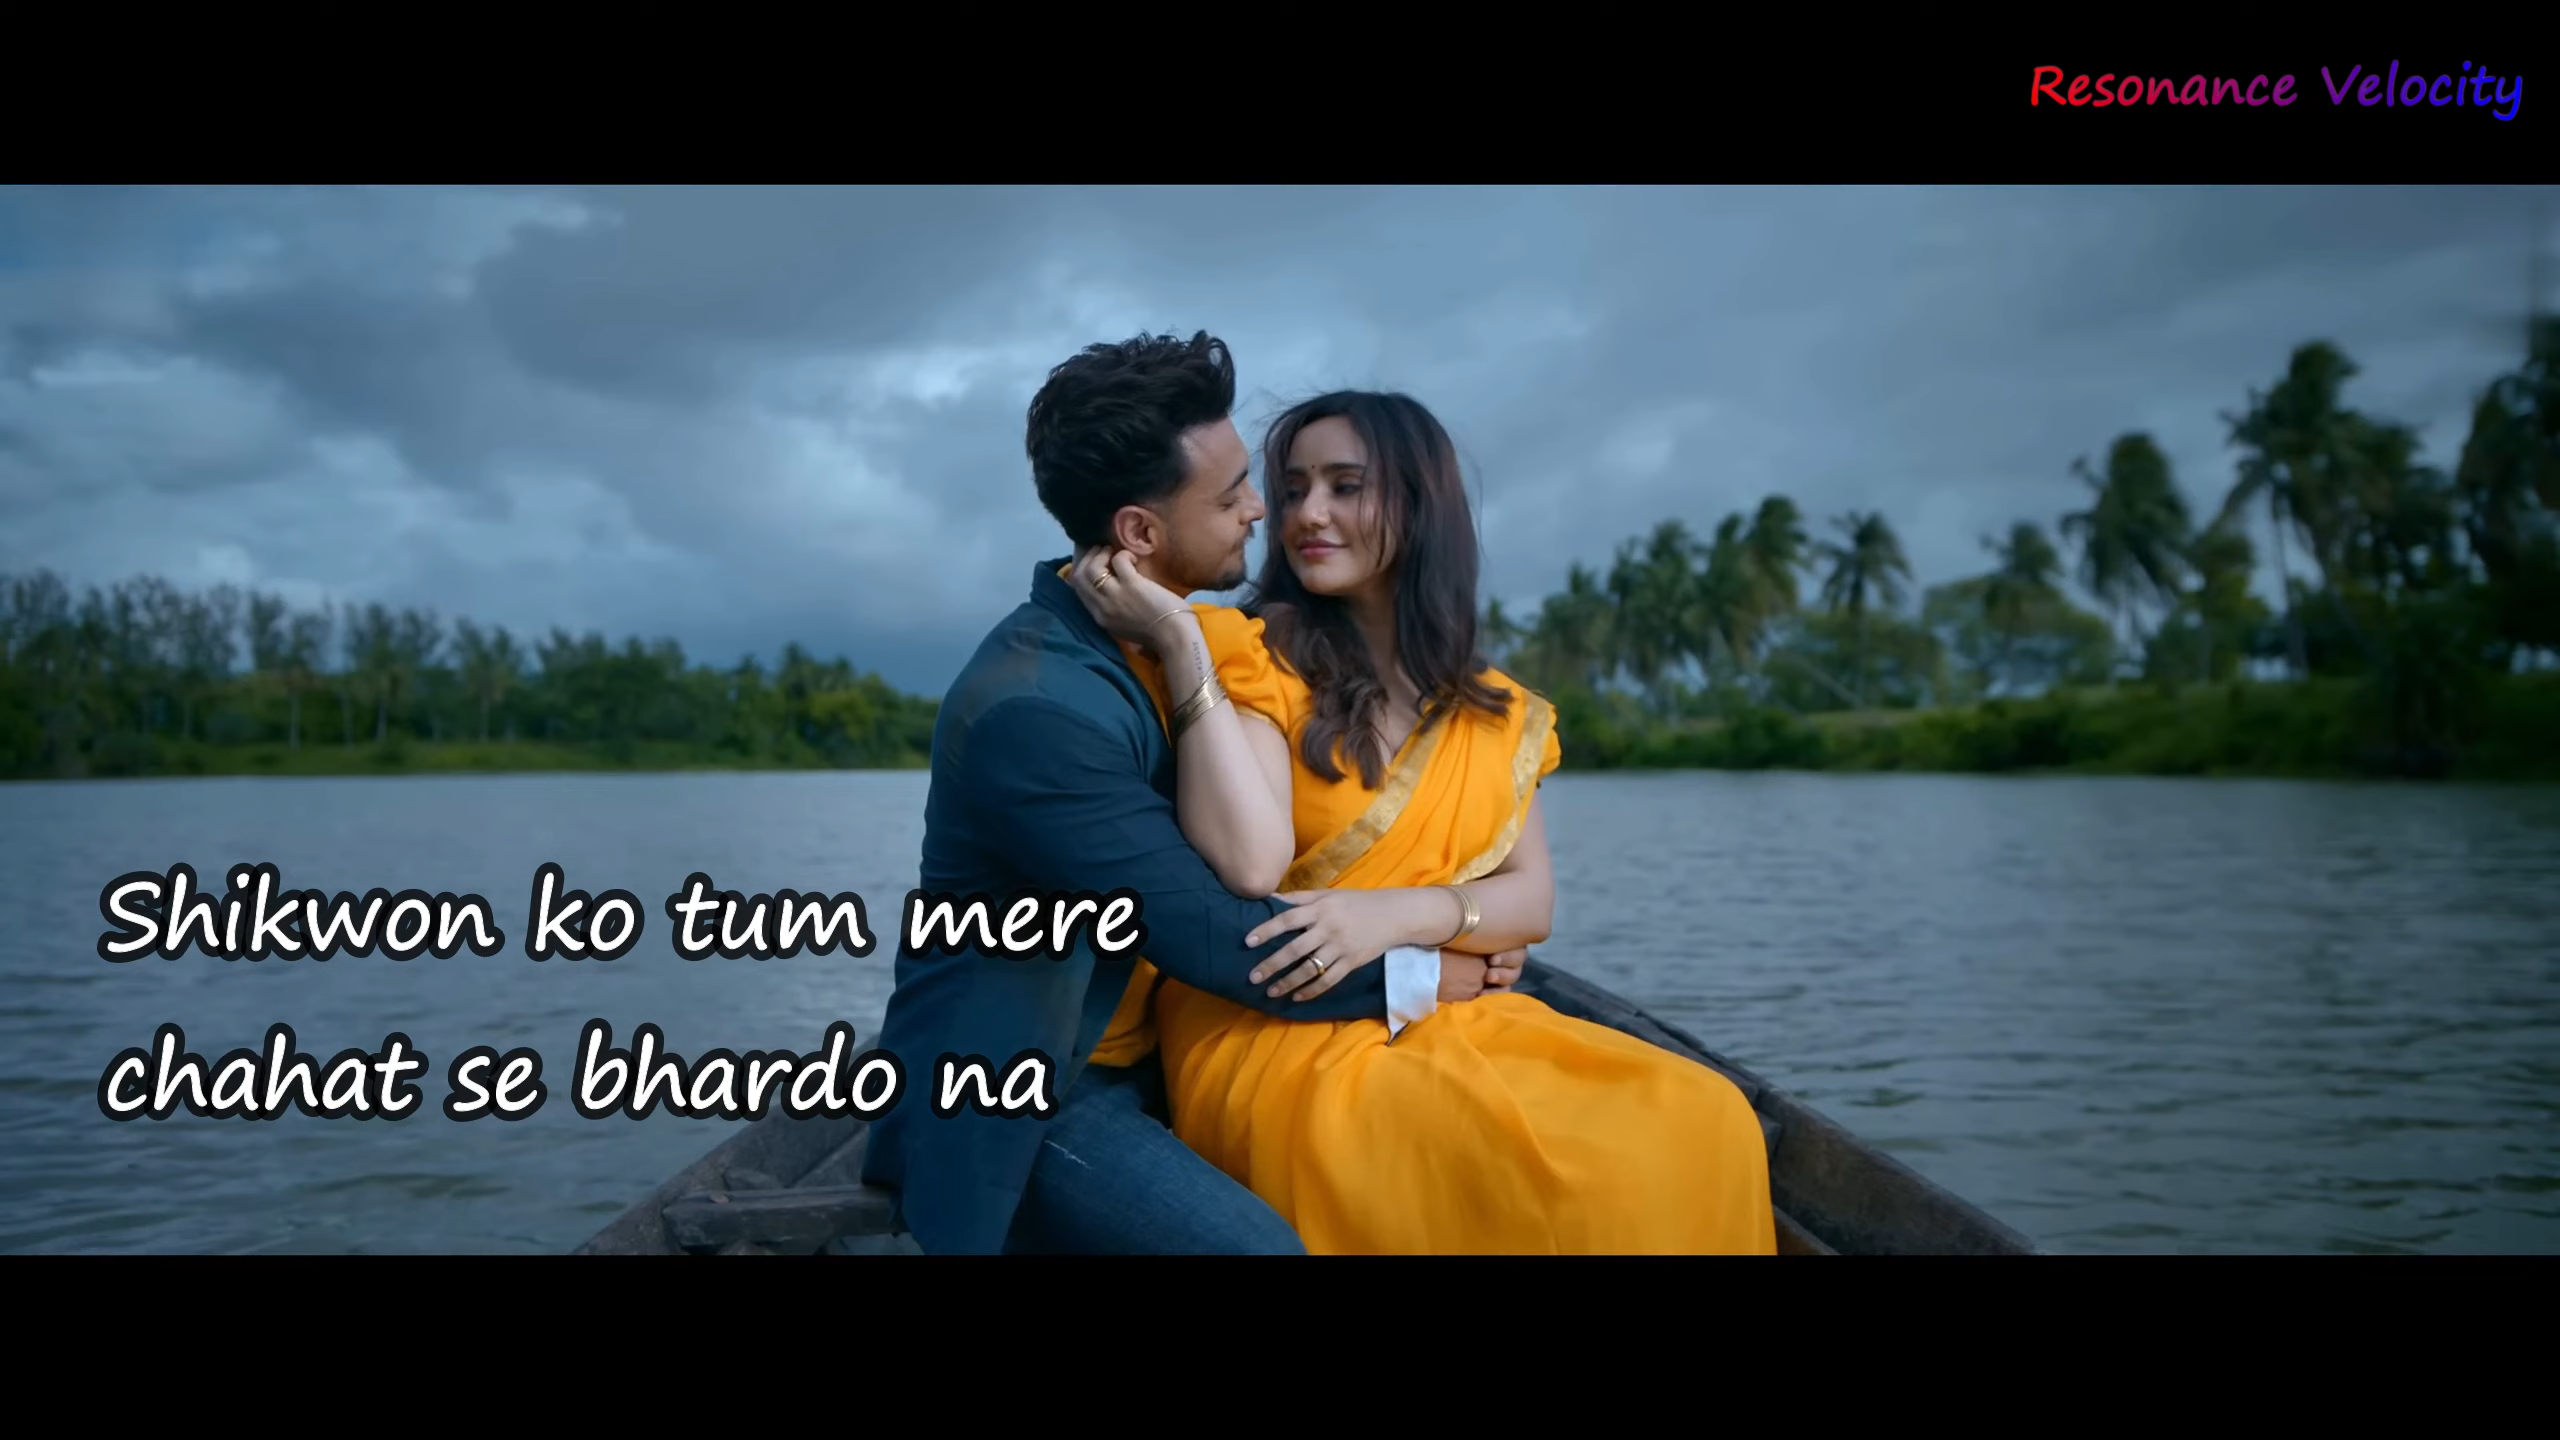 Resonance Velocity
Shikwon ko tum mere
chahat se bhardo na